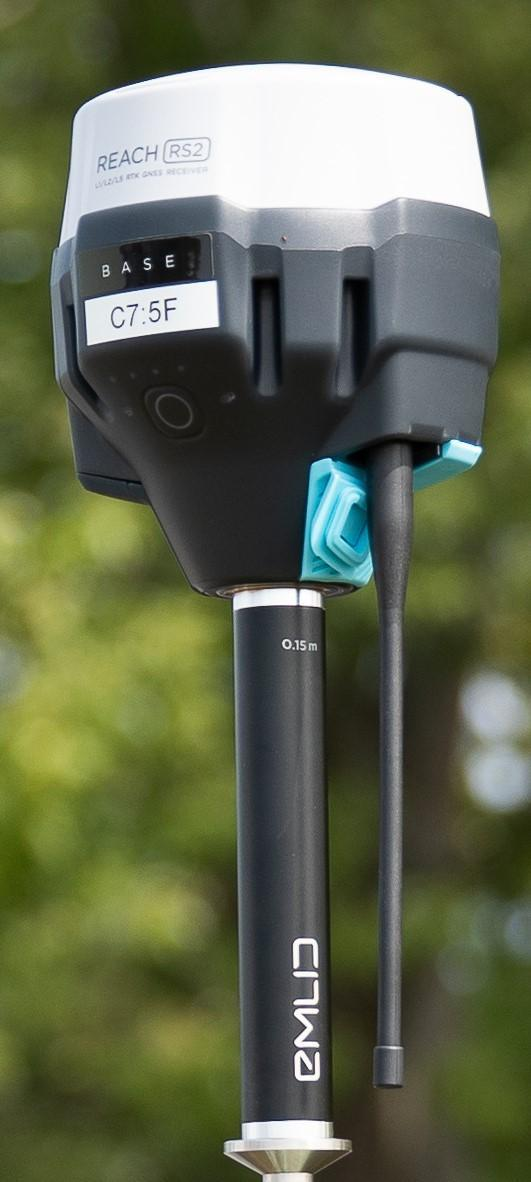 REACH RS2
L1/L2/L5 RTK GNSS RECEIVER
BASE
C7:5F
0.15 m
EMLID